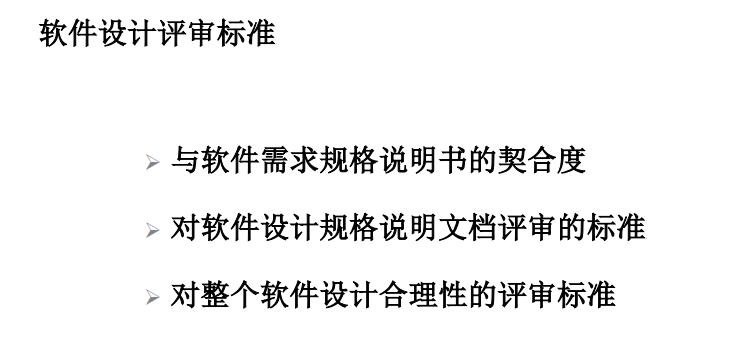 软件设计评审标准
与软件需求规格说明书的契合度
对软件设计规格说明文档评审的标准
对整个软件设计合理性的评审标准